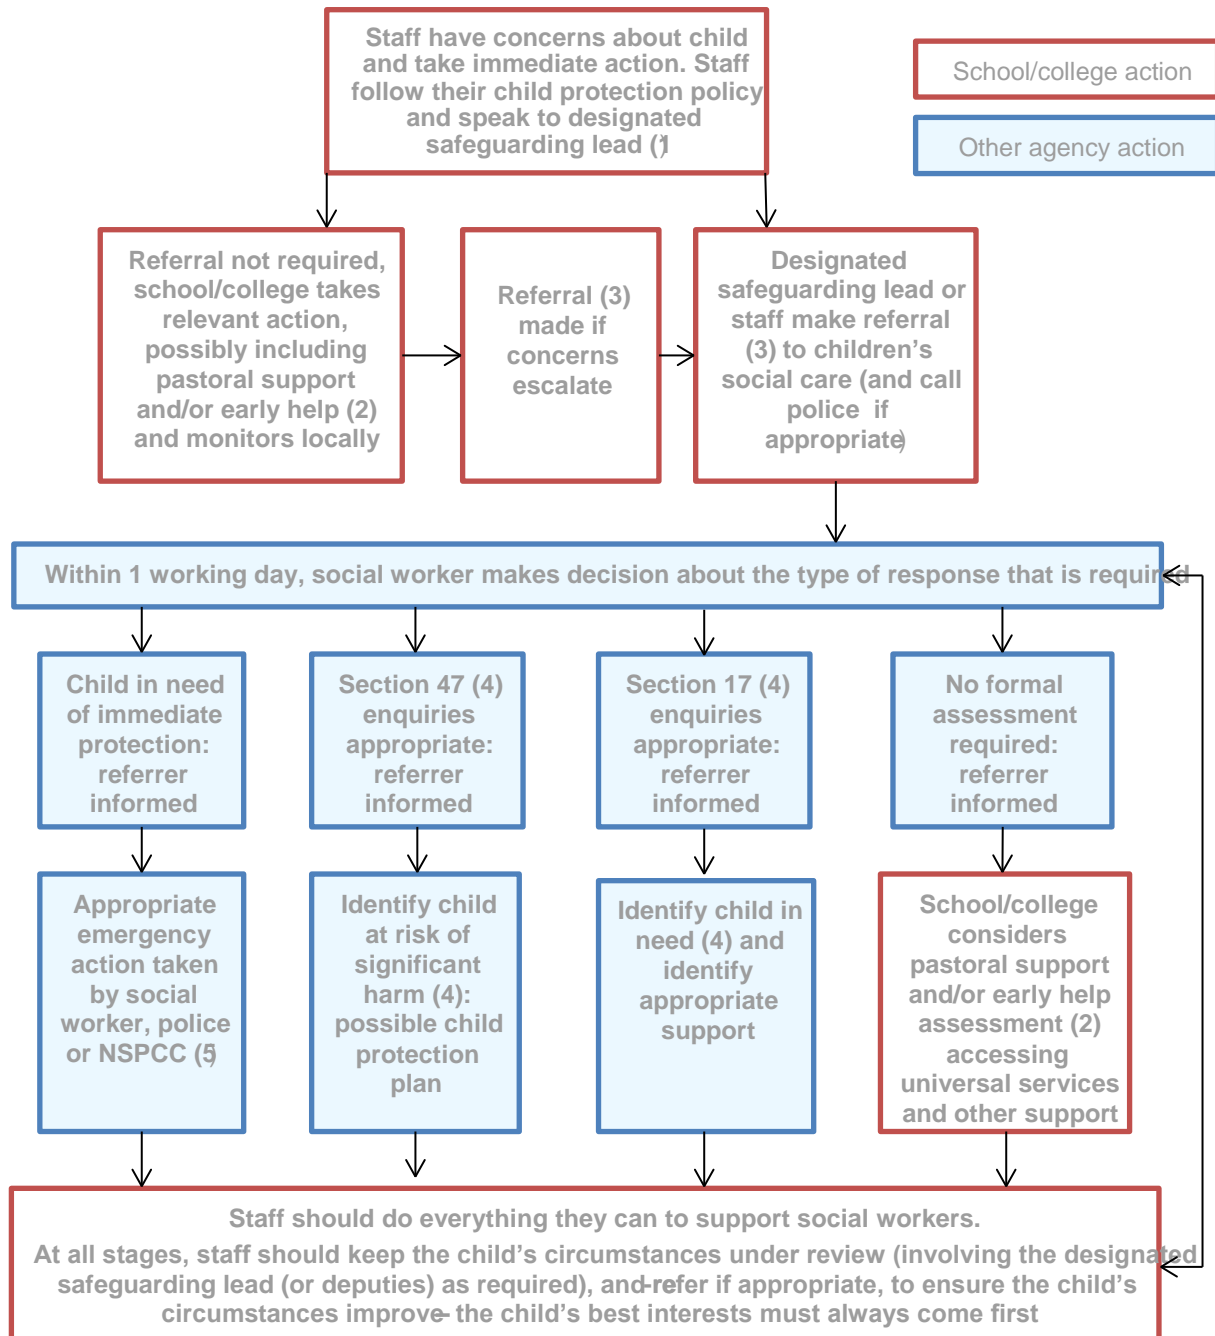 Staff have concerns about child
and take immediate action. Staff
follow their child protection policy
and speak to designated
safeguarding lead (1)
School/college action
Other agency action
Referral not required,
school/college takes
relevant action,
possibly including
pastoral support
and/or early help (2)
and monitors locally
Referral (3)
made if
concerns
escalate
Designated
safeguarding lead or
staff make referral
(3) to children's
social care (and call
police if
appropriate)
Within 1 working day, social worker makes decision about the type of response that is required
Child in need
of immediate
protection:
referrer
informed
Section 47 (4)
enquiries
appropriate:
referrer
informed
Section 17 (4)
enquiries
appropriate:
referrer
informed
No formal
assessment
required:
referrer
informed
Appropriate
emergency
action taken
by social
worker, police
or NSPCC (5)
Identify child
at risk of
significant
harm (4):
possible child
protection
plan
Identify child in
need (4) and
identify
appropriate
support
School/college
considers
pastoral support
and/or early help
assessment (2)
accessing
universal services
and other support
Staff should do everything they can to support social workers.
At all stages, staff should keep the child's circumstances under review (involving the designated
safeguarding lead (or deputies) as required), and re-refer if appropriate, to ensure the child's
circumstances improve – the child's best interests must always come first